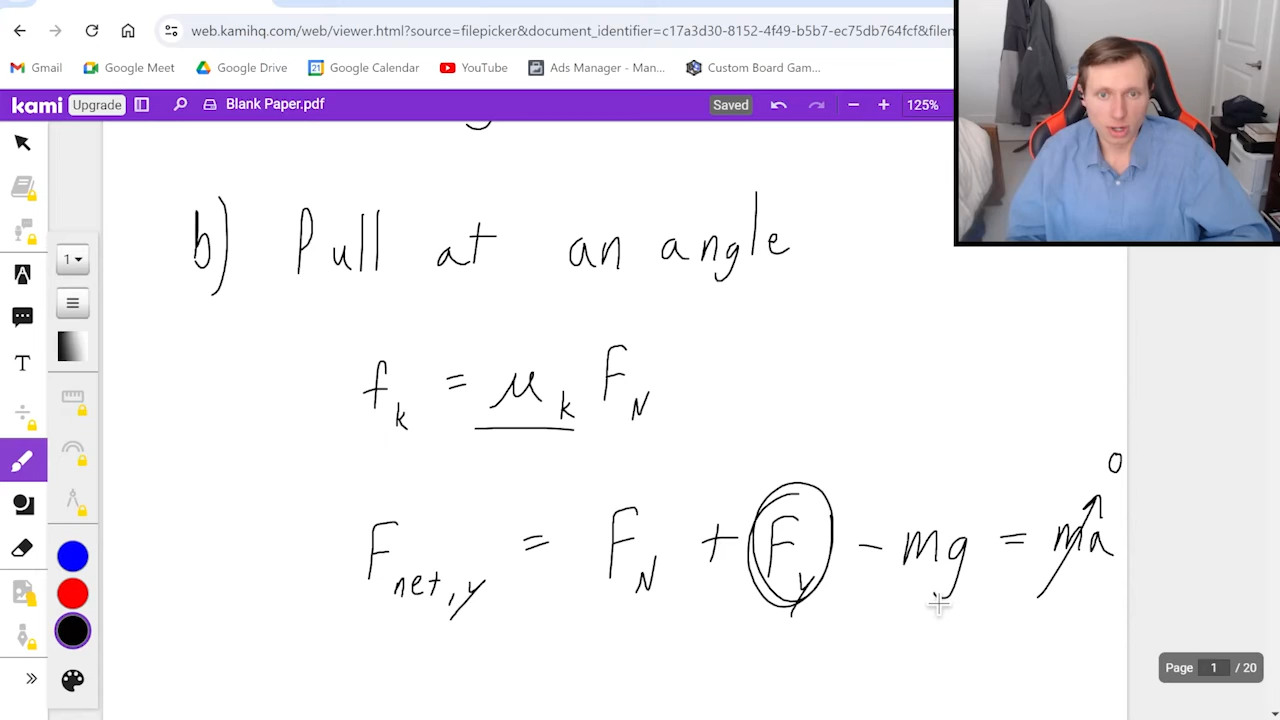 web.kamihq.com/web/viewer.html?source=filepicker&document_identifier=c17a3d30-8152-4f49-b5b7-ec75db764fcf&filen
Gmail Google Meet Google Drive 21 Google Calendar YouTube Ads Manager - Man... Custom Board Gam...
kami Upgrade Blank Paper.pdf Saved 125%
b) Pull at an angle
1
A
T
f_k = μ_k F_N
0
F_net,y = F_N + F_y - mg = ma
Page 1 / 20